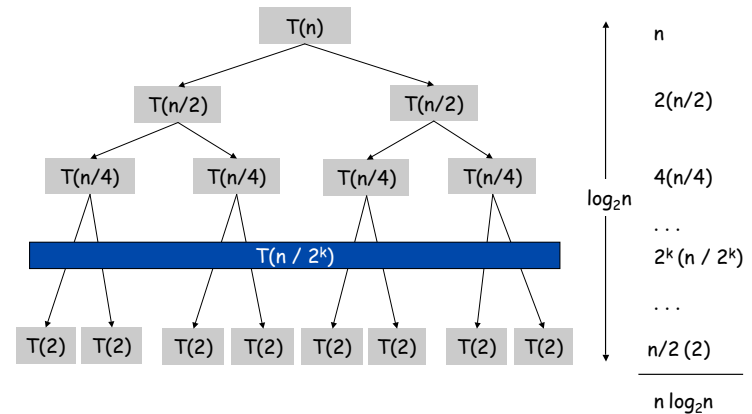 T(n)
n
T(n/2) T(n/2)
2(n/2)
T(n/4) T(n/4) T(n/4) T(n/4)
4(n/4)
log₂n
. . .
T(n / 2ᵏ)
2ᵏ (n / 2ᵏ)
. . .
T(2) T(2) T(2) T(2) T(2) T(2) T(2) T(2)
n/2 (2)
n log₂n